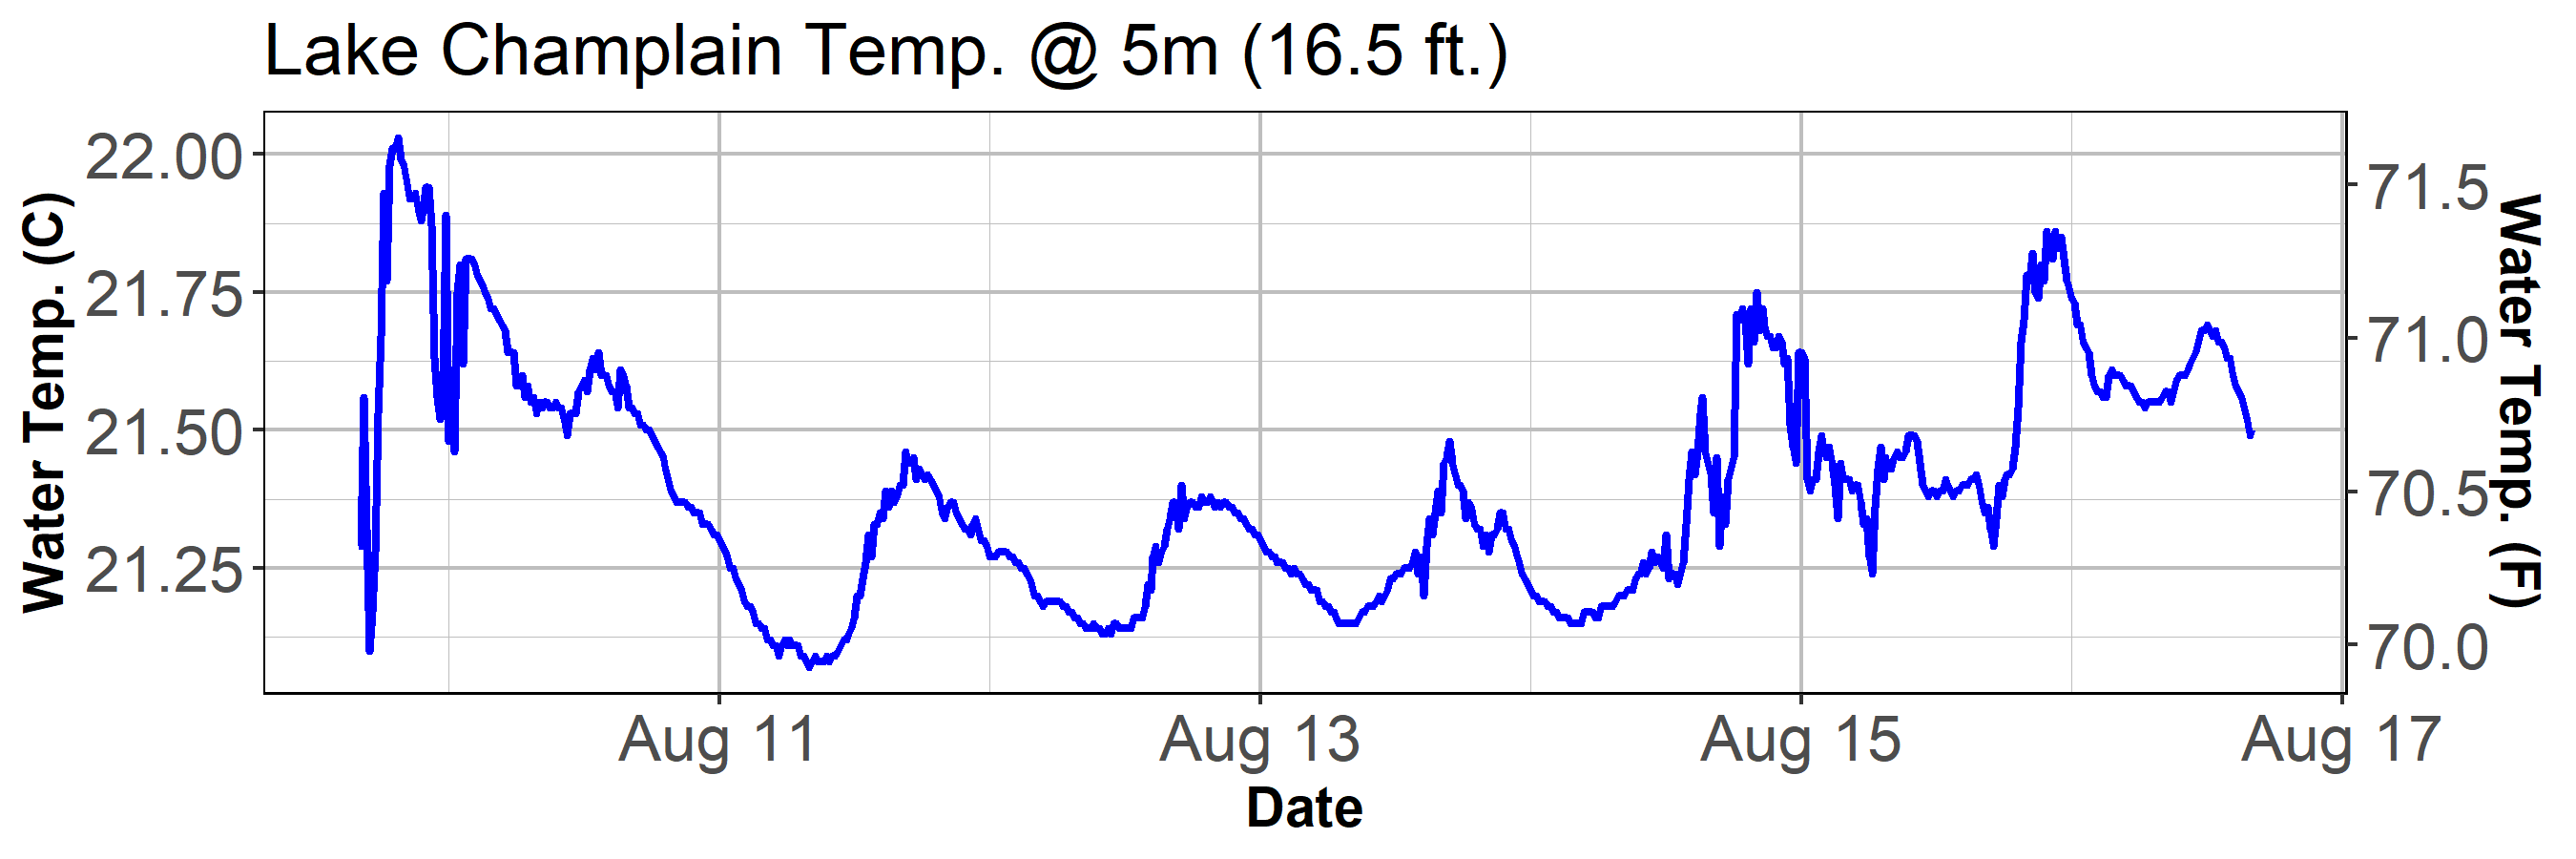 Lake Champlain Temp. @ 5m (16.5 ft.)
Water Temp. (C)
22.00
21.75
21.50
21.25
71.5
71.0
70.5
70.0
Water Temp. (F)
Aug 11
Aug 13
Aug 15
Aug 17
Date